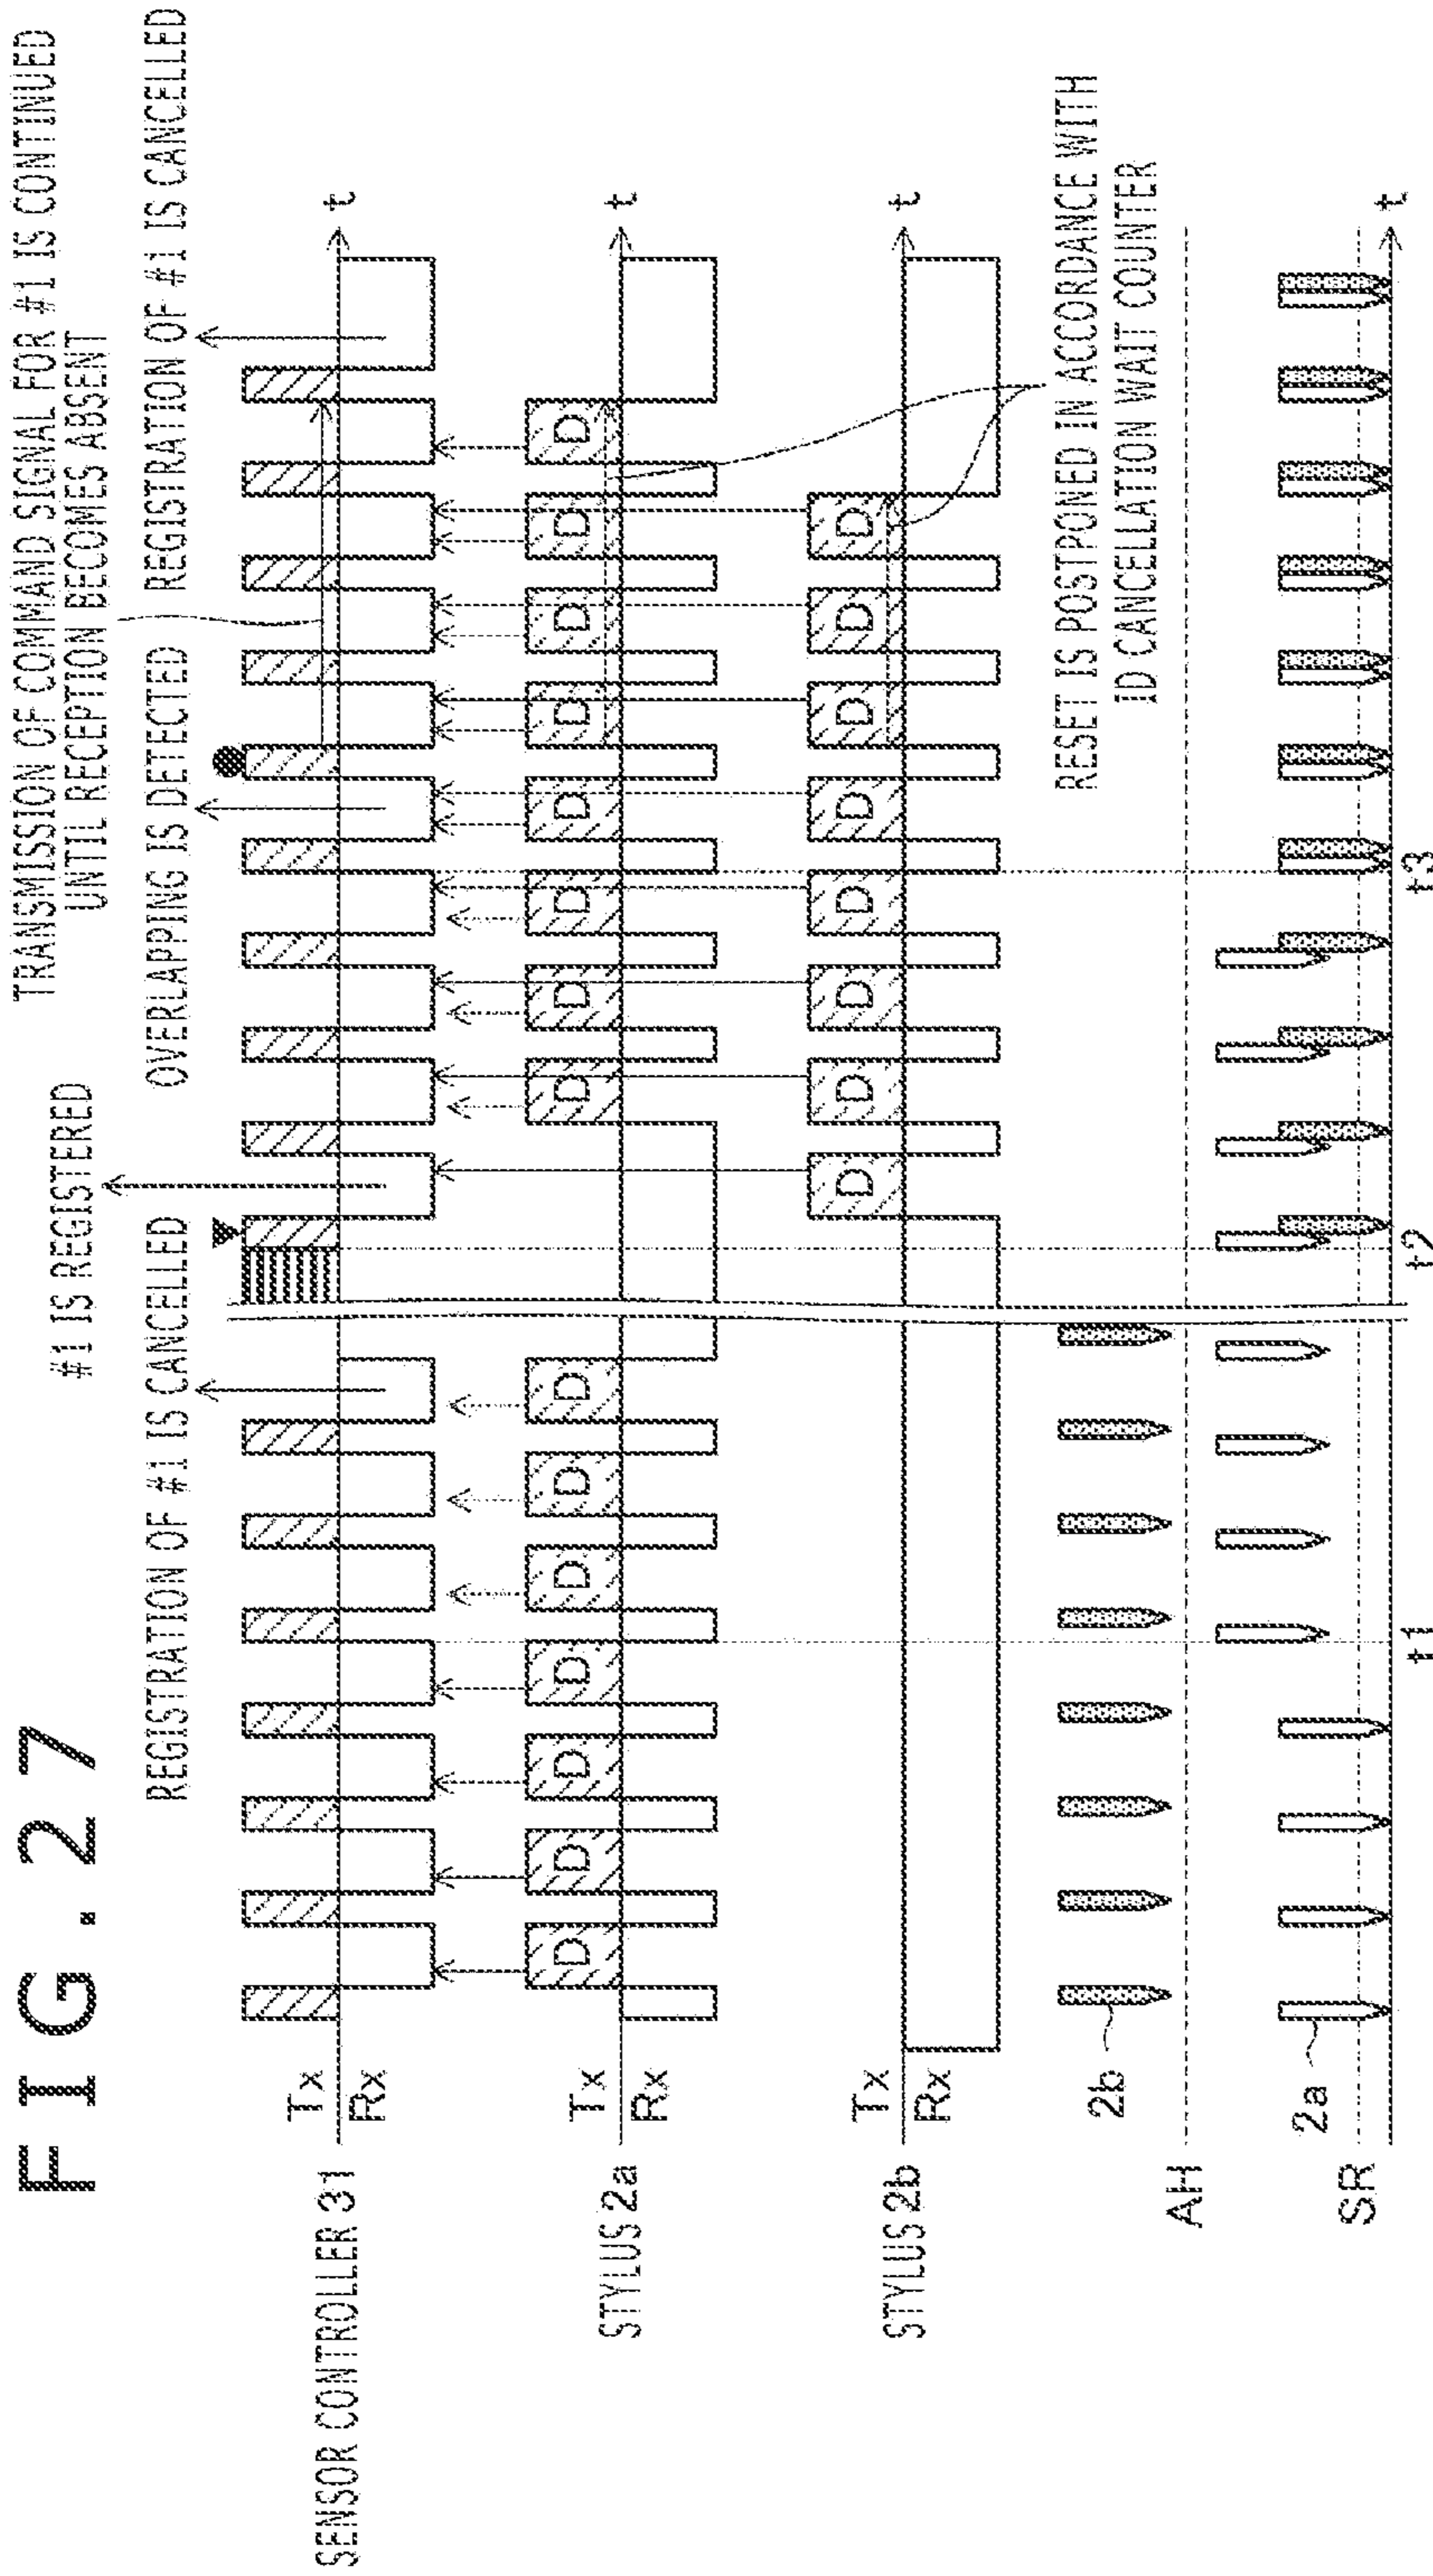 FIG. 27
TRANSMISSION OF COMMAND SIGNAL FOR #1 IS CONTINUED
UNTIL RECEPTION BECOMES ABSENT
#1 IS REGISTERED
REGISTRATION OF #1 IS CANCELLED
OVERLAPPING IS DETECTED
REGISTRATION OF #1 IS CANCELLED
SENSOR CONTROLLER 31
Tx
Rx
t
STYLUS 2a
Tx
Rx
D D D D D D D D D D D D D D D
t
STYLUS 2b
Tx
Rx
D D D D D D D D
t
RESET IS POSTPONED IN ACCORDANCE WITH
ID CANCELLATION WAIT COUNTER
2b
AH
2a
SR
t
t1
t2
t3